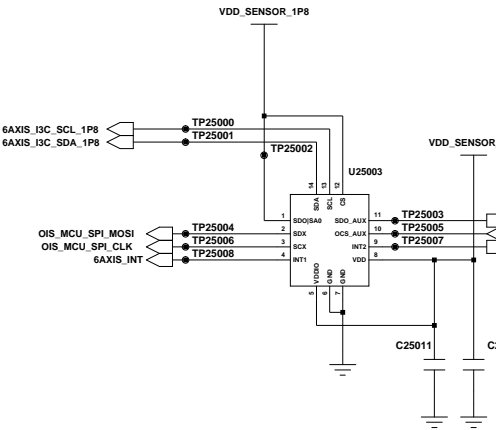 VDD_SENSOR_1P8
6AXIS_I3C_SCL_1P8
TP25000
6AXIS_I3C_SDA_1P8
TP25001
TP25002
VDD_SENSOR
U25003
14 13 12
SDA SCL CS
1 SDO|SA0 SDO_AUX 11 TP25003
OIS_MCU_SPI_MOSI TP25004 2 SDX OCS_AUX 10 TP25005
OIS_MCU_SPI_CLK TP25006 3 SCX INT2 9 TP25007
6AXIS_INT TP25008 4 INT1 VDD 8
VDDIO GND GND
5 6 7
C25011